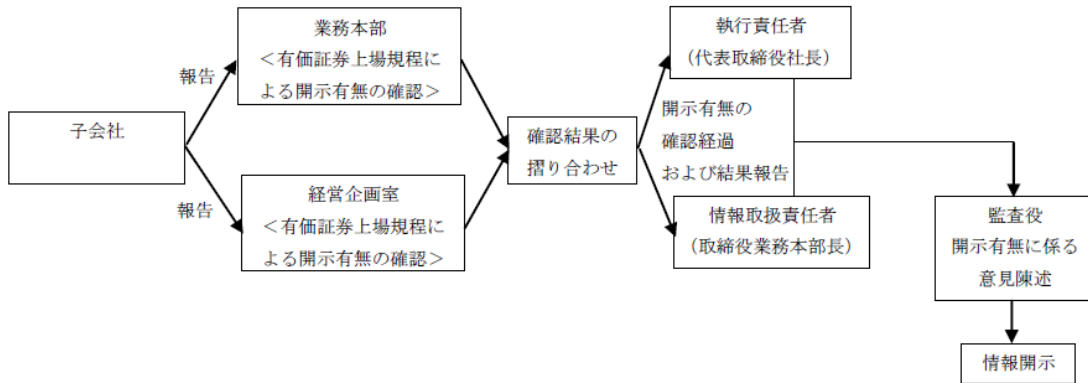 子会社
報告
報告
業務本部
＜有価証券上場規程に
よる開示有無の確認＞
経営企画室
＜有価証券上場規程に
よる開示有無の確認＞
確認結果の
摺り合わせ
執行責任者
（代表取締役社長）
開示有無の
確認経過
および結果報告
情報取扱責任者
（取締役業務本部長）
監査役
開示有無に係る
意見陳述
情報開示